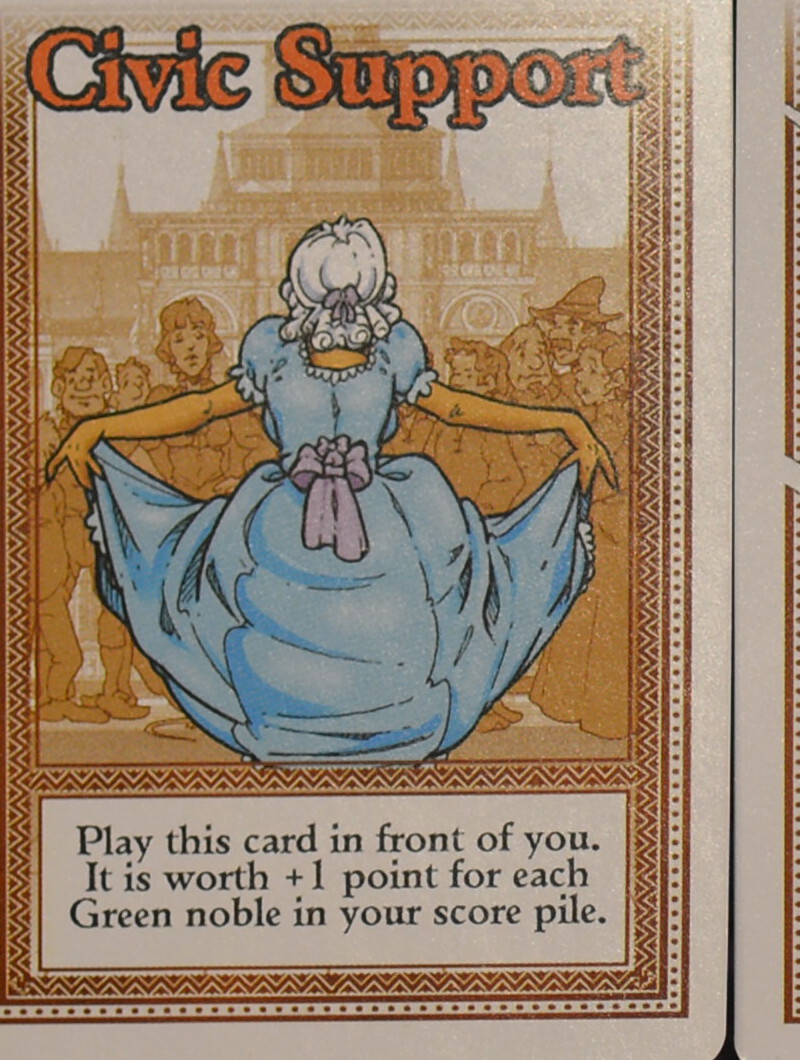 Civic Support
Play this card in front of you.
It is worth +1 point for each
Green noble in your score pile.